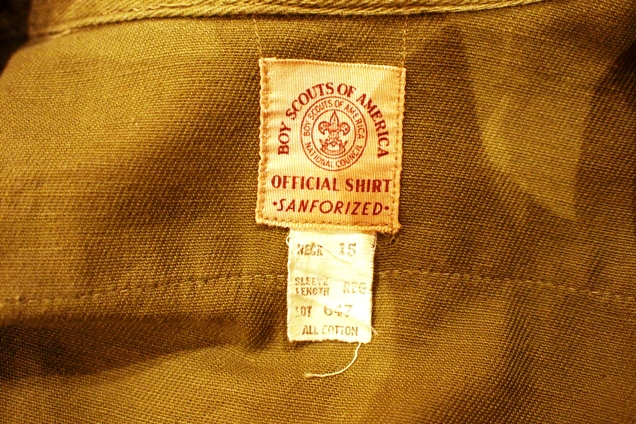 BOY SCOUTS OF AMERICA
BOY SCOUTS OF AMERICA
NATIONAL COUNCIL
OFFICIAL SHIRT
•SANFORIZED•
NECK 15
SLEEVE
LENGTH REG
LOT 647
ALL COTTON